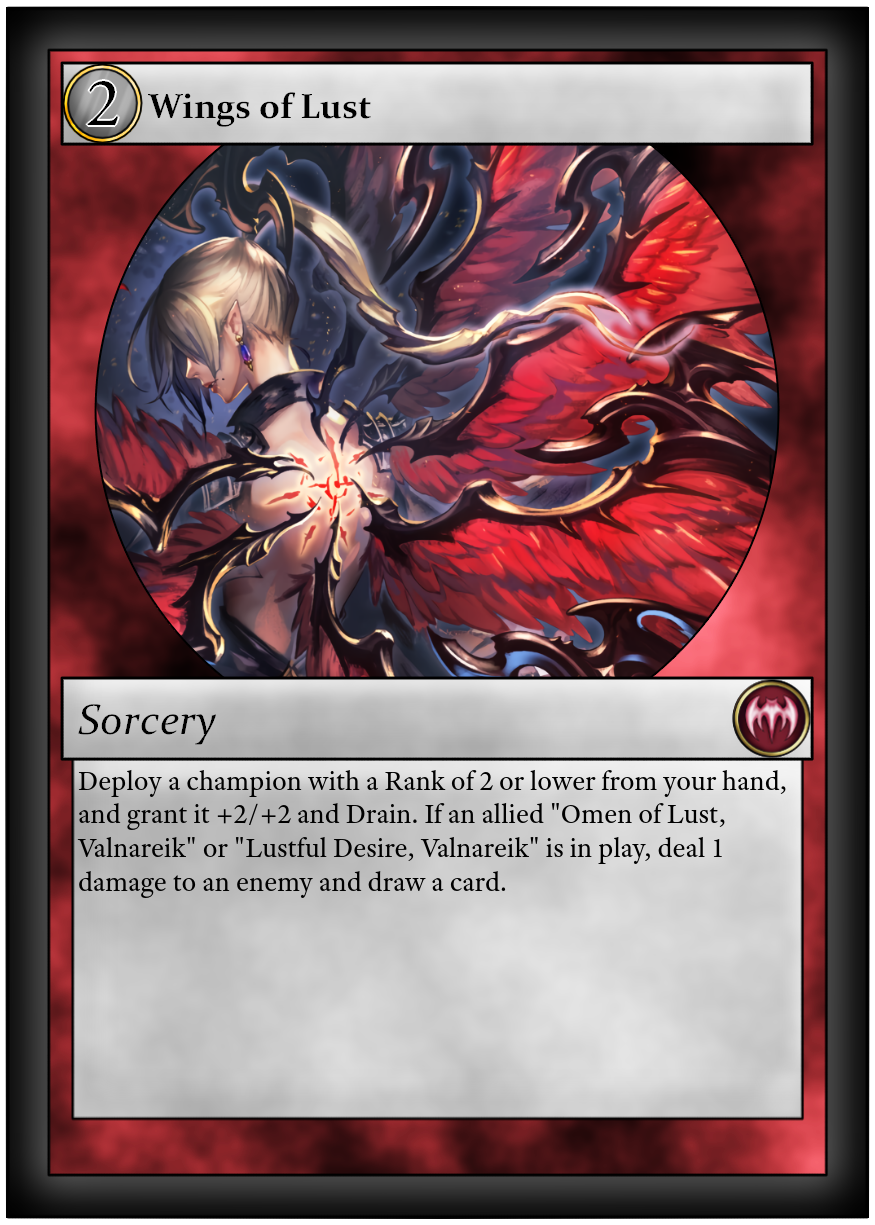 2 Wings of Lust
Sorcery
Deploy a champion with a Rank of 2 or lower from your hand,
and grant it +2/+2 and Drain. If an allied "Omen of Lust,
Valnareik" or "Lustful Desire, Valnareik" is in play, deal 1
damage to an enemy and draw a card.